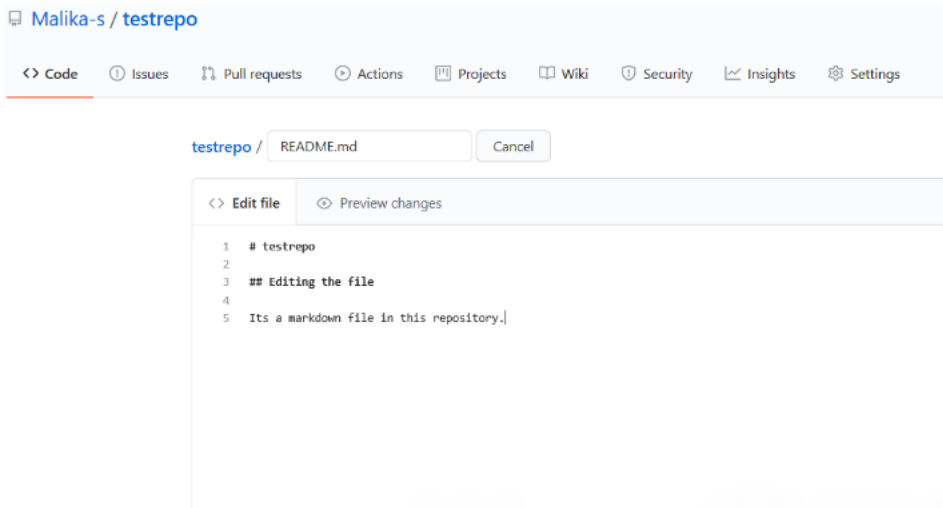 Malika-s / testrepo
<> Code Issues Pull requests Actions Projects Wiki Security Insights Settings
testrepo / README.md Cancel
<> Edit file Preview changes
1 # testrepo
2
3 ## Editing the file
4
5 Its a markdown file in this repository.